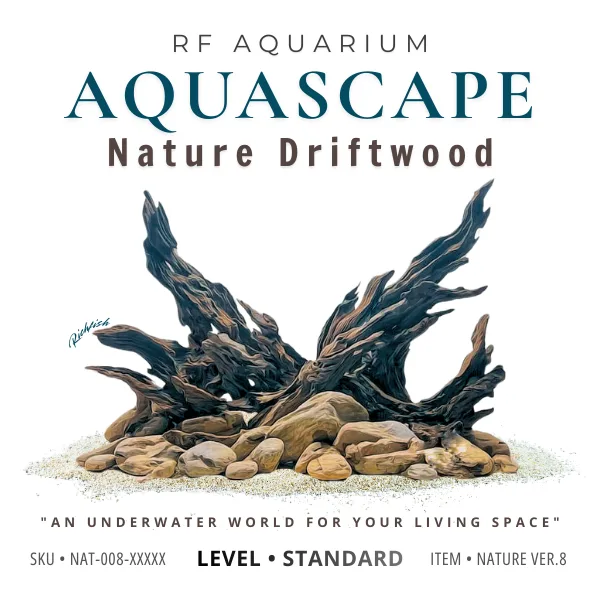 RF AQUARIUM
AQUASCAPE
Nature Driftwood
Richfish
"AN UNDERWATER WORLD FOR YOUR LIVING SPACE"
SKU • NAT-008-XXXXX LEVEL • STANDARD ITEM • NATURE VER.8